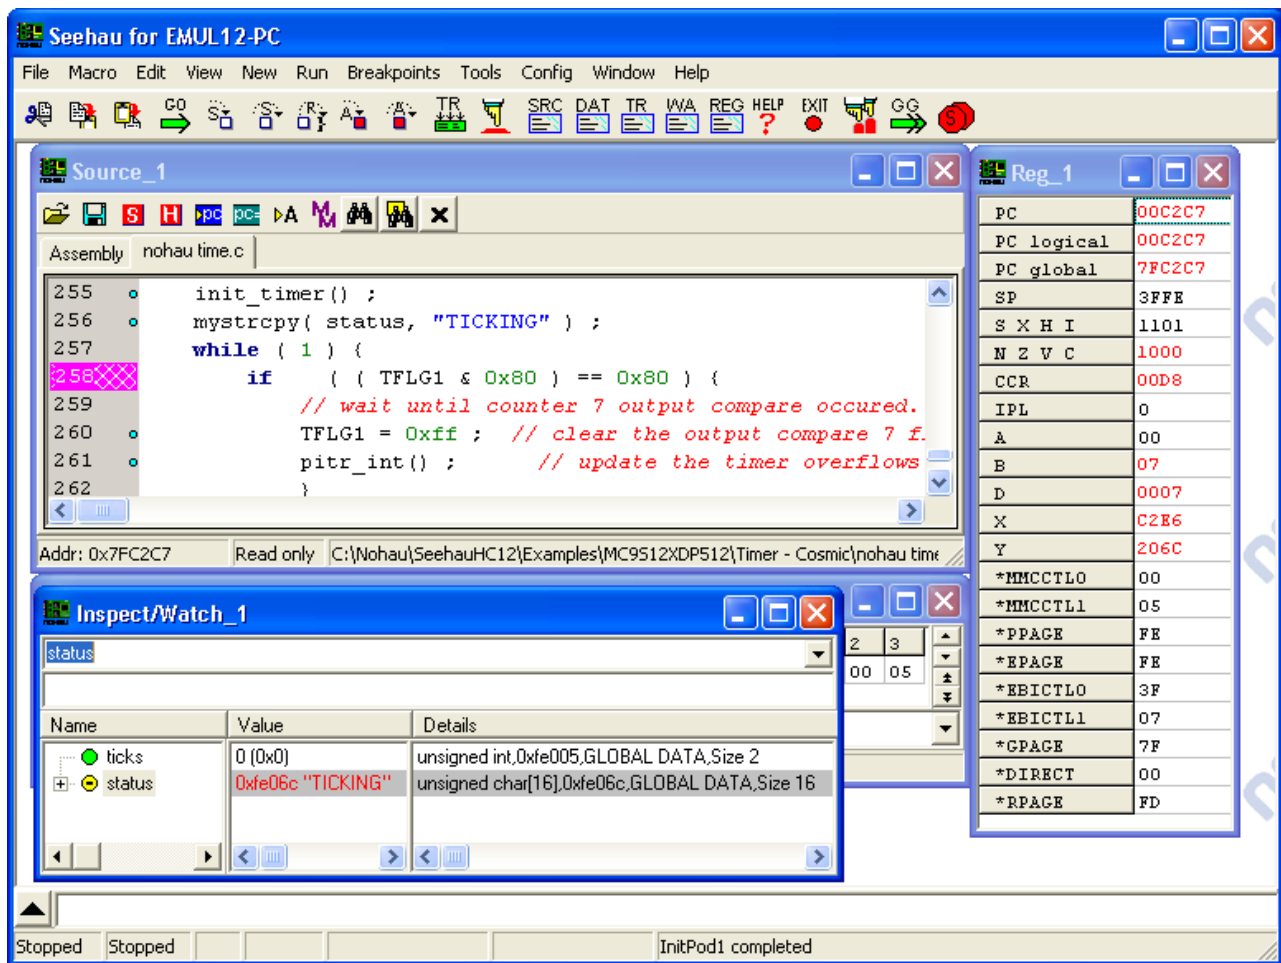 Seehau for EMUL12-PC
File Macro Edit View New Run Breakpoints Tools Config Window Help
GO S S R A A TR SRC DAT TR WA REG HELP EXIT GG S
Source_1
S H PC PC= A M
Assembly nohau time.c
255 init_timer() ;
256 mystrcpy( status, "TICKING" ) ;
257 while ( 1 ) {
258 if ( ( TFLG1 & 0x80 ) == 0x80 ) {
259 // wait until counter 7 output compare occured.
260 TFLG1 = 0xff ; // clear the output compare 7 f
261 pitr_int() ; // update the timer overflows
262 }
Addr: 0x7FC2C7 Read only C:\Nohau\SeehauHC12\Examples\MC9S12XDP512\Timer - Cosmic\nohau time
Reg_1
PC 00C2C7
PC logical 00C2C7
PC global 7FC2C7
SP 3FFE
S X H I 1101
N Z V C 1000
CCR 00D8
IPL 0
A 00
B 07
D 0007
X C2E6
Y 206C
*MMCCTL0 00
*MMCCTL1 05
*PPAGE FE
*EPAGE FE
*EBICTL0 3F
*EBICTL1 07
*GPAGE 7F
*DIRECT 00
*RPAGE FD
Inspect/Watch_1
status
Name Value Details
ticks 0 (0x0) unsigned int,0xfe005,GLOBAL DATA,Size 2
status 0xfe06c "TICKING" unsigned char[16],0xfe06c,GLOBAL DATA,Size 16
2 3
00 05
Stopped Stopped InitPod1 completed